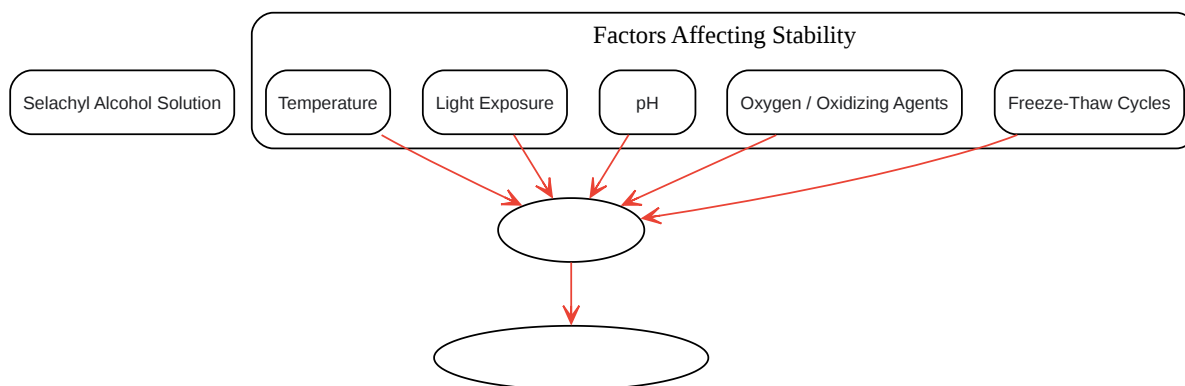 Factors Affecting Stability
Selachyl Alcohol Solution
Temperature
Light Exposure
pH
Oxygen / Oxidizing Agents
Freeze-Thaw Cycles